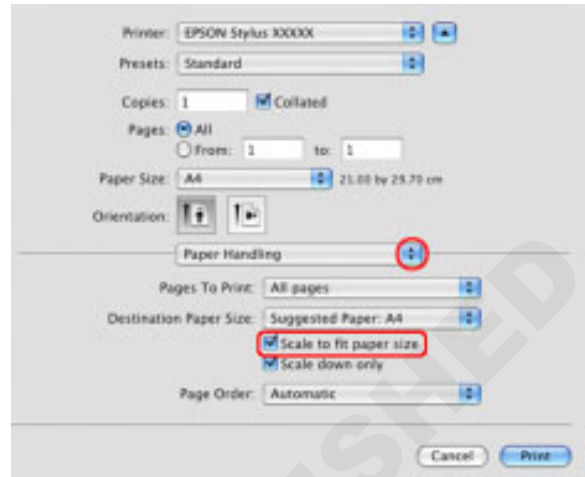 Printer: EPSON Stylus XXXXX
Presets: Standard
Copies: 1 Collated
Pages: All
From: 1 to: 1
Paper Size: A4 21.00 by 29.70 cm
Orientation:
Paper Handling
Pages To Print: All pages
Destination Paper Size: Suggested Paper: A4
Scale to fit paper size
Scale down only
Page Order: Automatic
Cancel Print
SHED